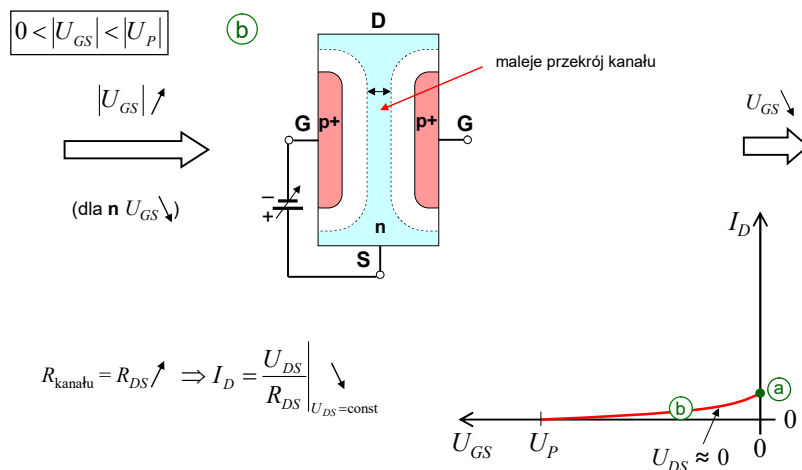 0 < |U_GS| < |U_P|
b
D
maleje przekrój kanału
|U_GS| ↗
U_GS ↘
G
p+
p+
G
(dla n U_GS ↘)
−
+
n
S
I_D
R_kanału = R_DS ↗ ⇒ I_D = U_DS / R_DS |_{U_DS=const} ↘
a
b
0
U_GS
U_P
U_DS ≈ 0
0